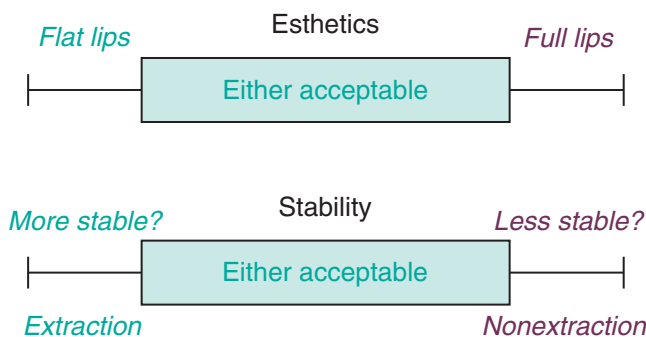 Esthetics
Flat lips
Full lips
Either acceptable
Stability
More stable?
Less stable?
Either acceptable
Extraction
Nonextraction